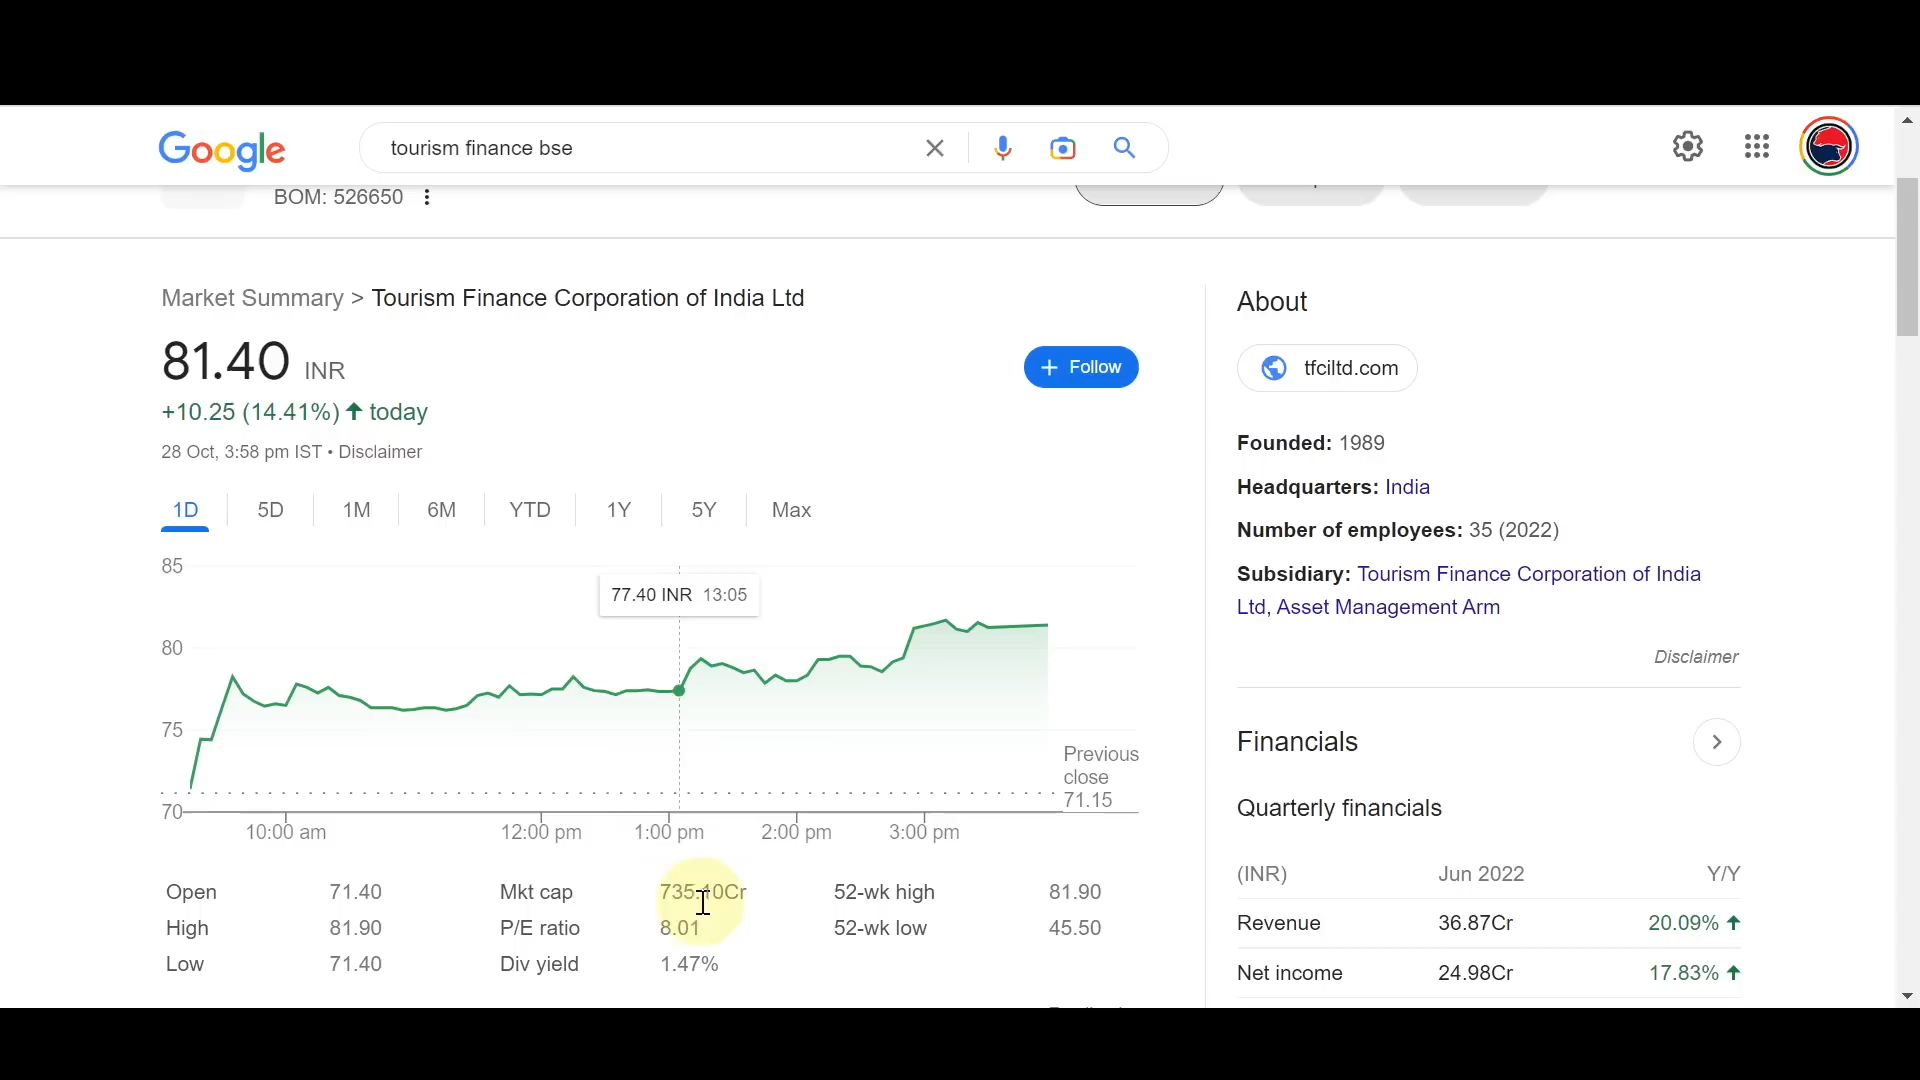 Google
tourism finance bse
BOM: 526650
Market Summary > Tourism Finance Corporation of India Ltd
81.40 INR
+10.25 (14.41%) today
28 Oct, 3:58 pm IST • Disclaimer
+ Follow
1D 5D 1M 6M YTD 1Y 5Y Max
85
77.40 INR 13:05
80
75
Previous
close
71.15
70
10:00 am 12:00 pm 1:00 pm 2:00 pm 3:00 pm
Open 71.40 Mkt cap 735.10Cr 52-wk high 81.90
High 81.90 P/E ratio 8.01 52-wk low 45.50
Low 71.40 Div yield 1.47%
About
tfciltd.com
Founded: 1989
Headquarters: India
Number of employees: 35 (2022)
Subsidiary: Tourism Finance Corporation of India
Ltd, Asset Management Arm
Disclaimer
Financials
Quarterly financials
(INR) Jun 2022 Y/Y
Revenue 36.87Cr 20.09%
Net income 24.98Cr 17.83%